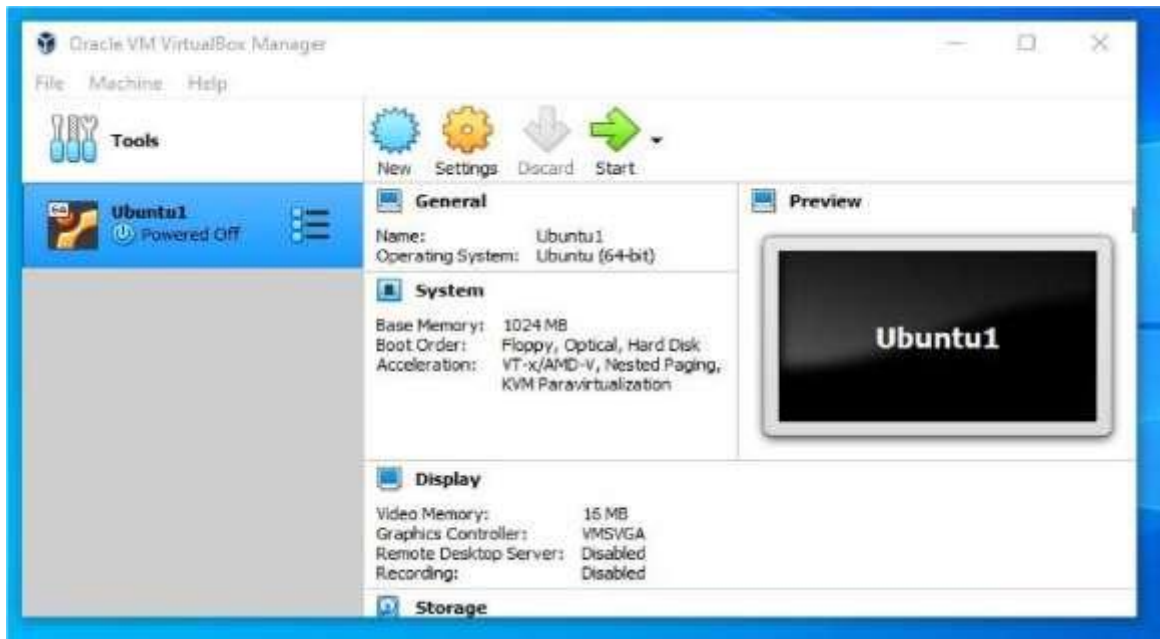 Oracle VM VirtualBox Manager
File Machine Help
Tools
New Settings Discard Start
64
Ubuntu1
Powered Off
General
Name: Ubuntu1
Operating System: Ubuntu (64-bit)
System
Base Memory: 1024 MB
Boot Order: Floppy, Optical, Hard Disk
Acceleration: VT-x/AMD-V, Nested Paging,
KVM Paravirtualization
Preview
Ubuntu1
Display
Video Memory: 16 MB
Graphics Controller: VMSVGA
Remote Desktop Server: Disabled
Recording: Disabled
Storage